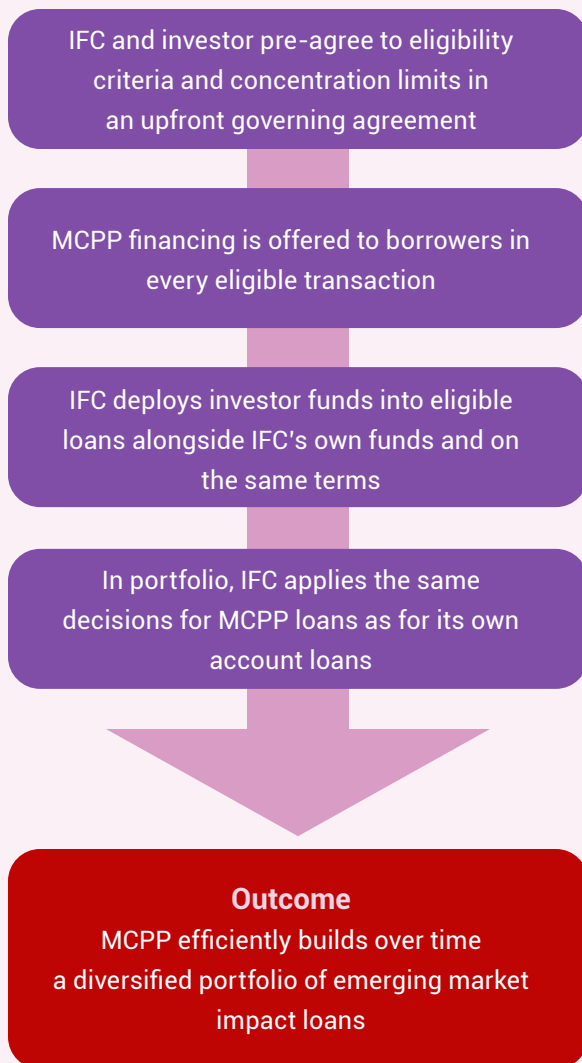 IFC and investor pre-agree to eligibility
criteria and concentration limits in
an upfront governing agreement
MCPP financing is offered to borrowers in
every eligible transaction
IFC deploys investor funds into eligible
loans alongside IFC's own funds and on
the same terms
In portfolio, IFC applies the same
decisions for MCPP loans as for its own
account loans
Outcome
MCPP efficiently builds over time
a diversified portfolio of emerging market
impact loans